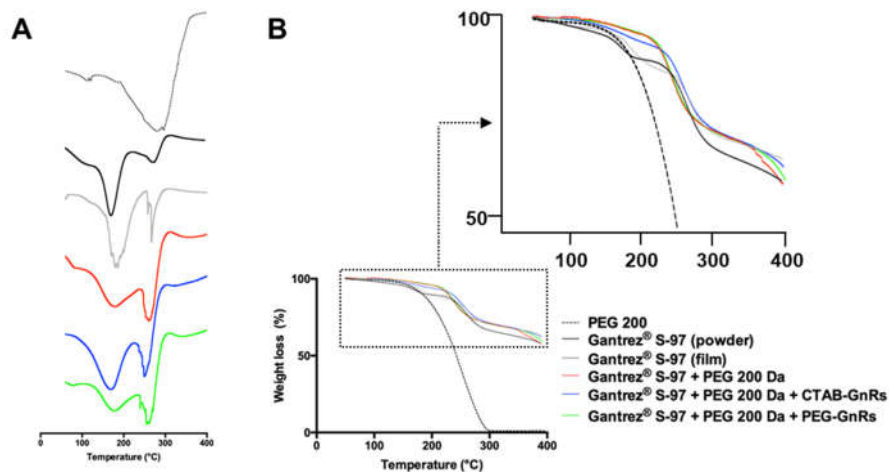 A
B
100
50
100 200 300 400
100
50
0
Weight loss (%)
0 100 200 300 400
Temperature (°C)
0 100 200 300 400
Temperature (°C)
PEG 200
Gantrez® S-97 (powder)
Gantrez® S-97 (film)
Gantrez® S-97 + PEG 200 Da
Gantrez® S-97 + PEG 200 Da + CTAB-GnRs
Gantrez® S-97 + PEG 200 Da + PEG-GnRs